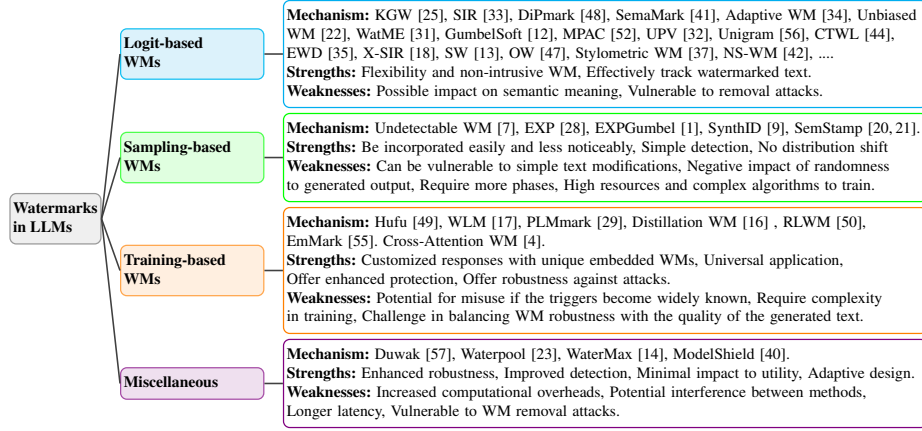 Watermarks
in LLMs
Logit-based
WMs
Mechanism: KGW [25], SIR [33], DiPmark [48], SemaMark [41], Adaptive WM [34], Unbiased
WM [22], WatME [31], GumbelSoft [12], MPAC [52], UPV [32], Unigram [56], CTWL [44],
EWD [35], X-SIR [18], SW [13], OW [47], Stylometric WM [37], NS-WM [42], ....
Strengths: Flexibility and non-intrusive WM, Effectively track watermarked text.
Weaknesses: Possible impact on semantic meaning, Vulnerable to removal attacks.
Sampling-based
WMs
Mechanism: Undetectable WM [7], EXP [28], EXPGumbel [1], SynthID [9], SemStamp [20, 21].
Strengths: Be incorporated easily and less noticeably, Simple detection, No distribution shift
Weaknesses: Can be vulnerable to simple text modifications, Negative impact of randomness
to generated output, Require more phases, High resources and complex algorithms to train.
Training-based
WMs
Mechanism: Hufu [49], WLM [17], PLMmark [29], Distillation WM [16] , RLWM [50],
EmMark [55]. Cross-Attention WM [4].
Strengths: Customized responses with unique embedded WMs, Universal application,
Offer enhanced protection, Offer robustness against attacks.
Weaknesses: Potential for misuse if the triggers become widely known, Require complexity
in training, Challenge in balancing WM robustness with the quality of the generated text.
Miscellaneous
Mechanism: Duwak [57], Waterpool [23], WaterMax [14], ModelShield [40].
Strengths: Enhanced robustness, Improved detection, Minimal impact to utility, Adaptive design.
Weaknesses: Increased computational overheads, Potential interference between methods,
Longer latency, Vulnerable to WM removal attacks.